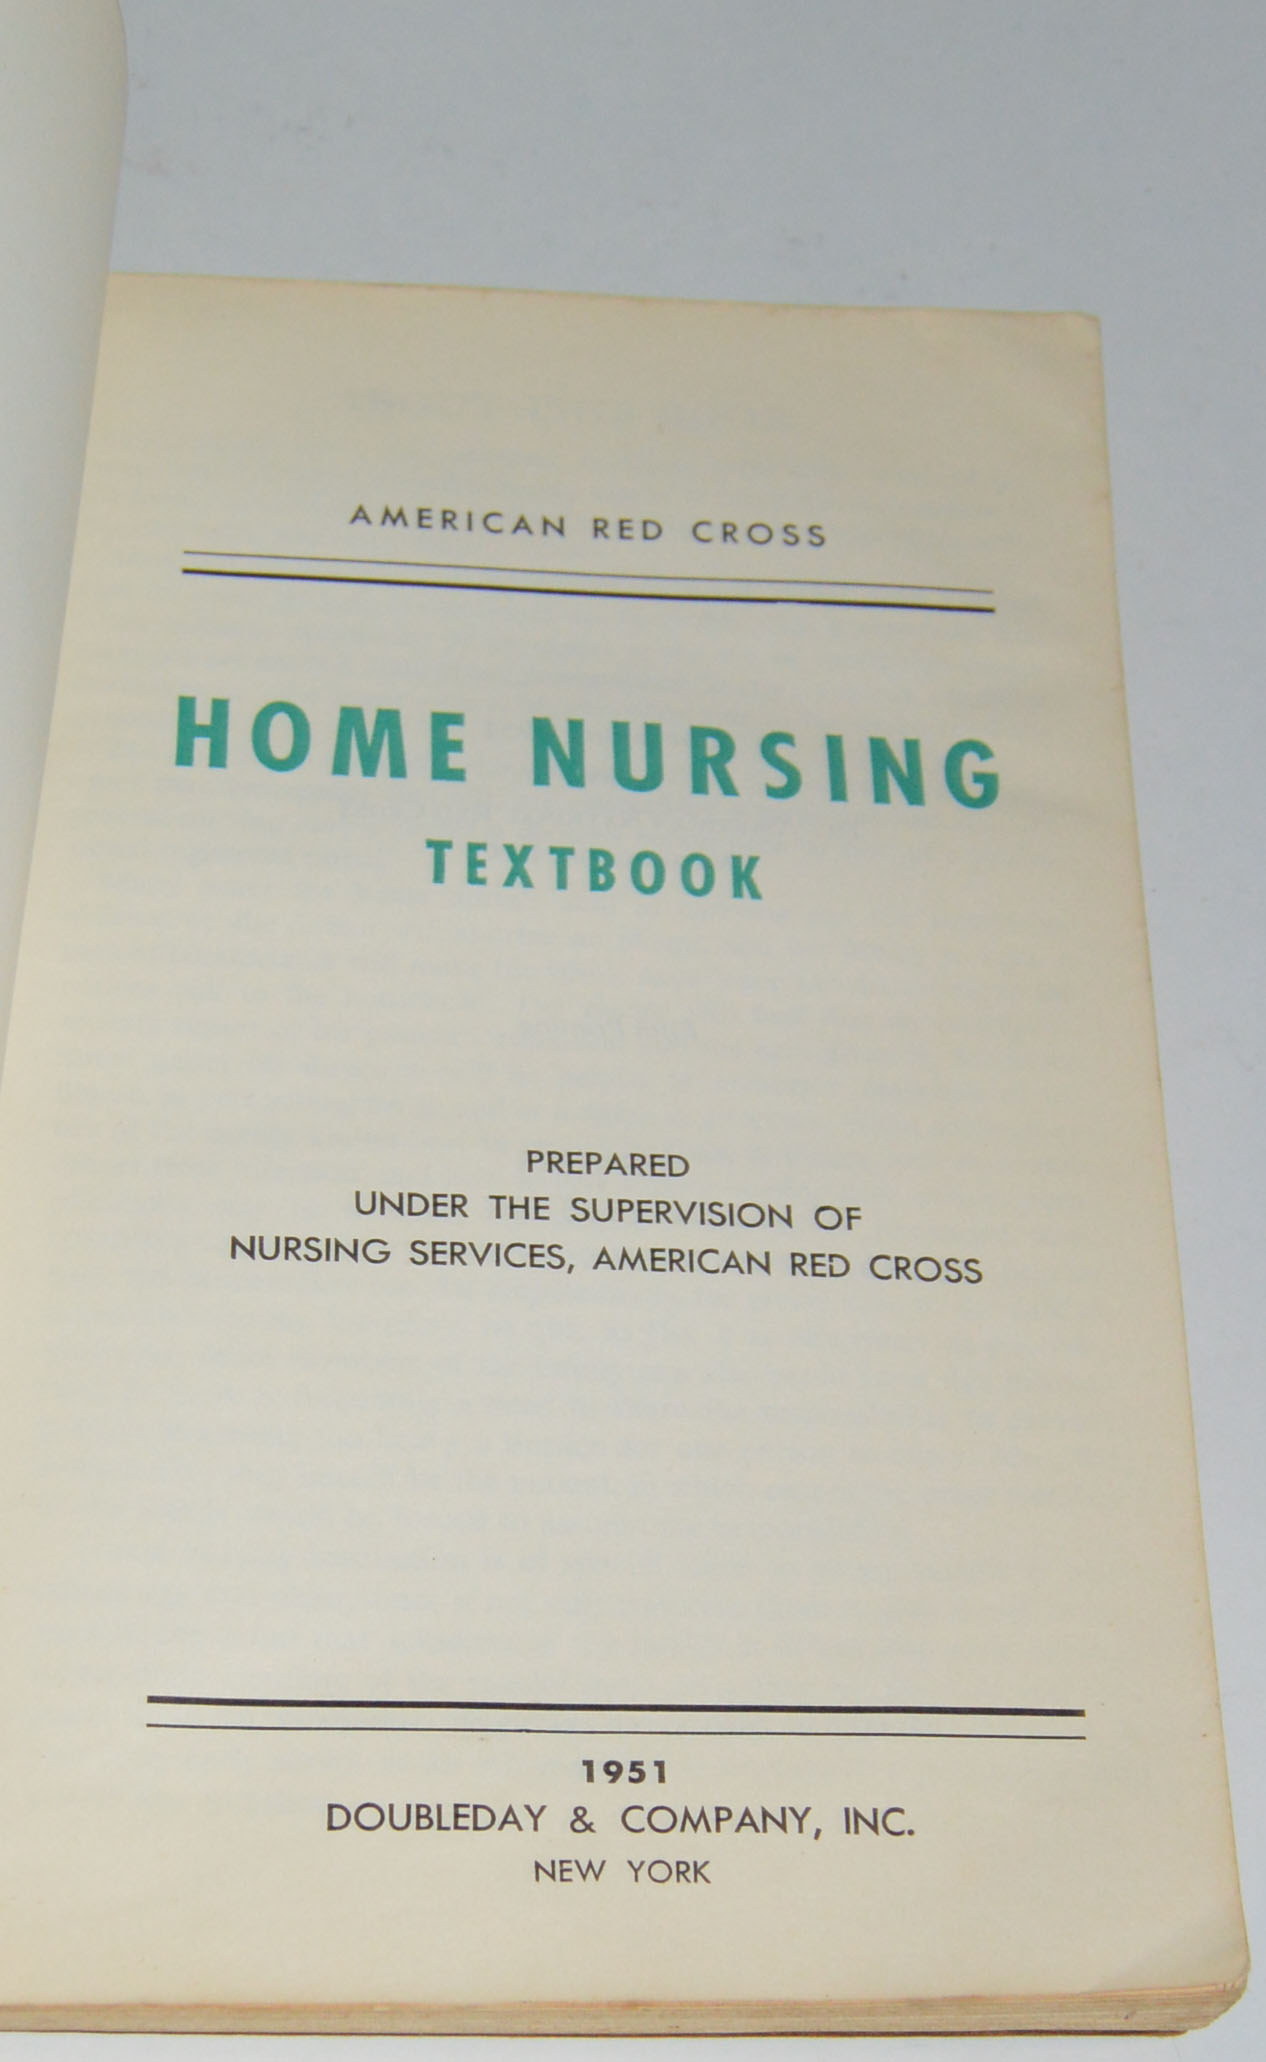 AMERICAN RED CROSS
HOME NURSING
TEXTBOOK
PREPARED
UNDER THE SUPERVISION OF
NURSING SERVICES, AMERICAN RED CROSS
1951
DOUBLEDAY & COMPANY, INC.
NEW YORK